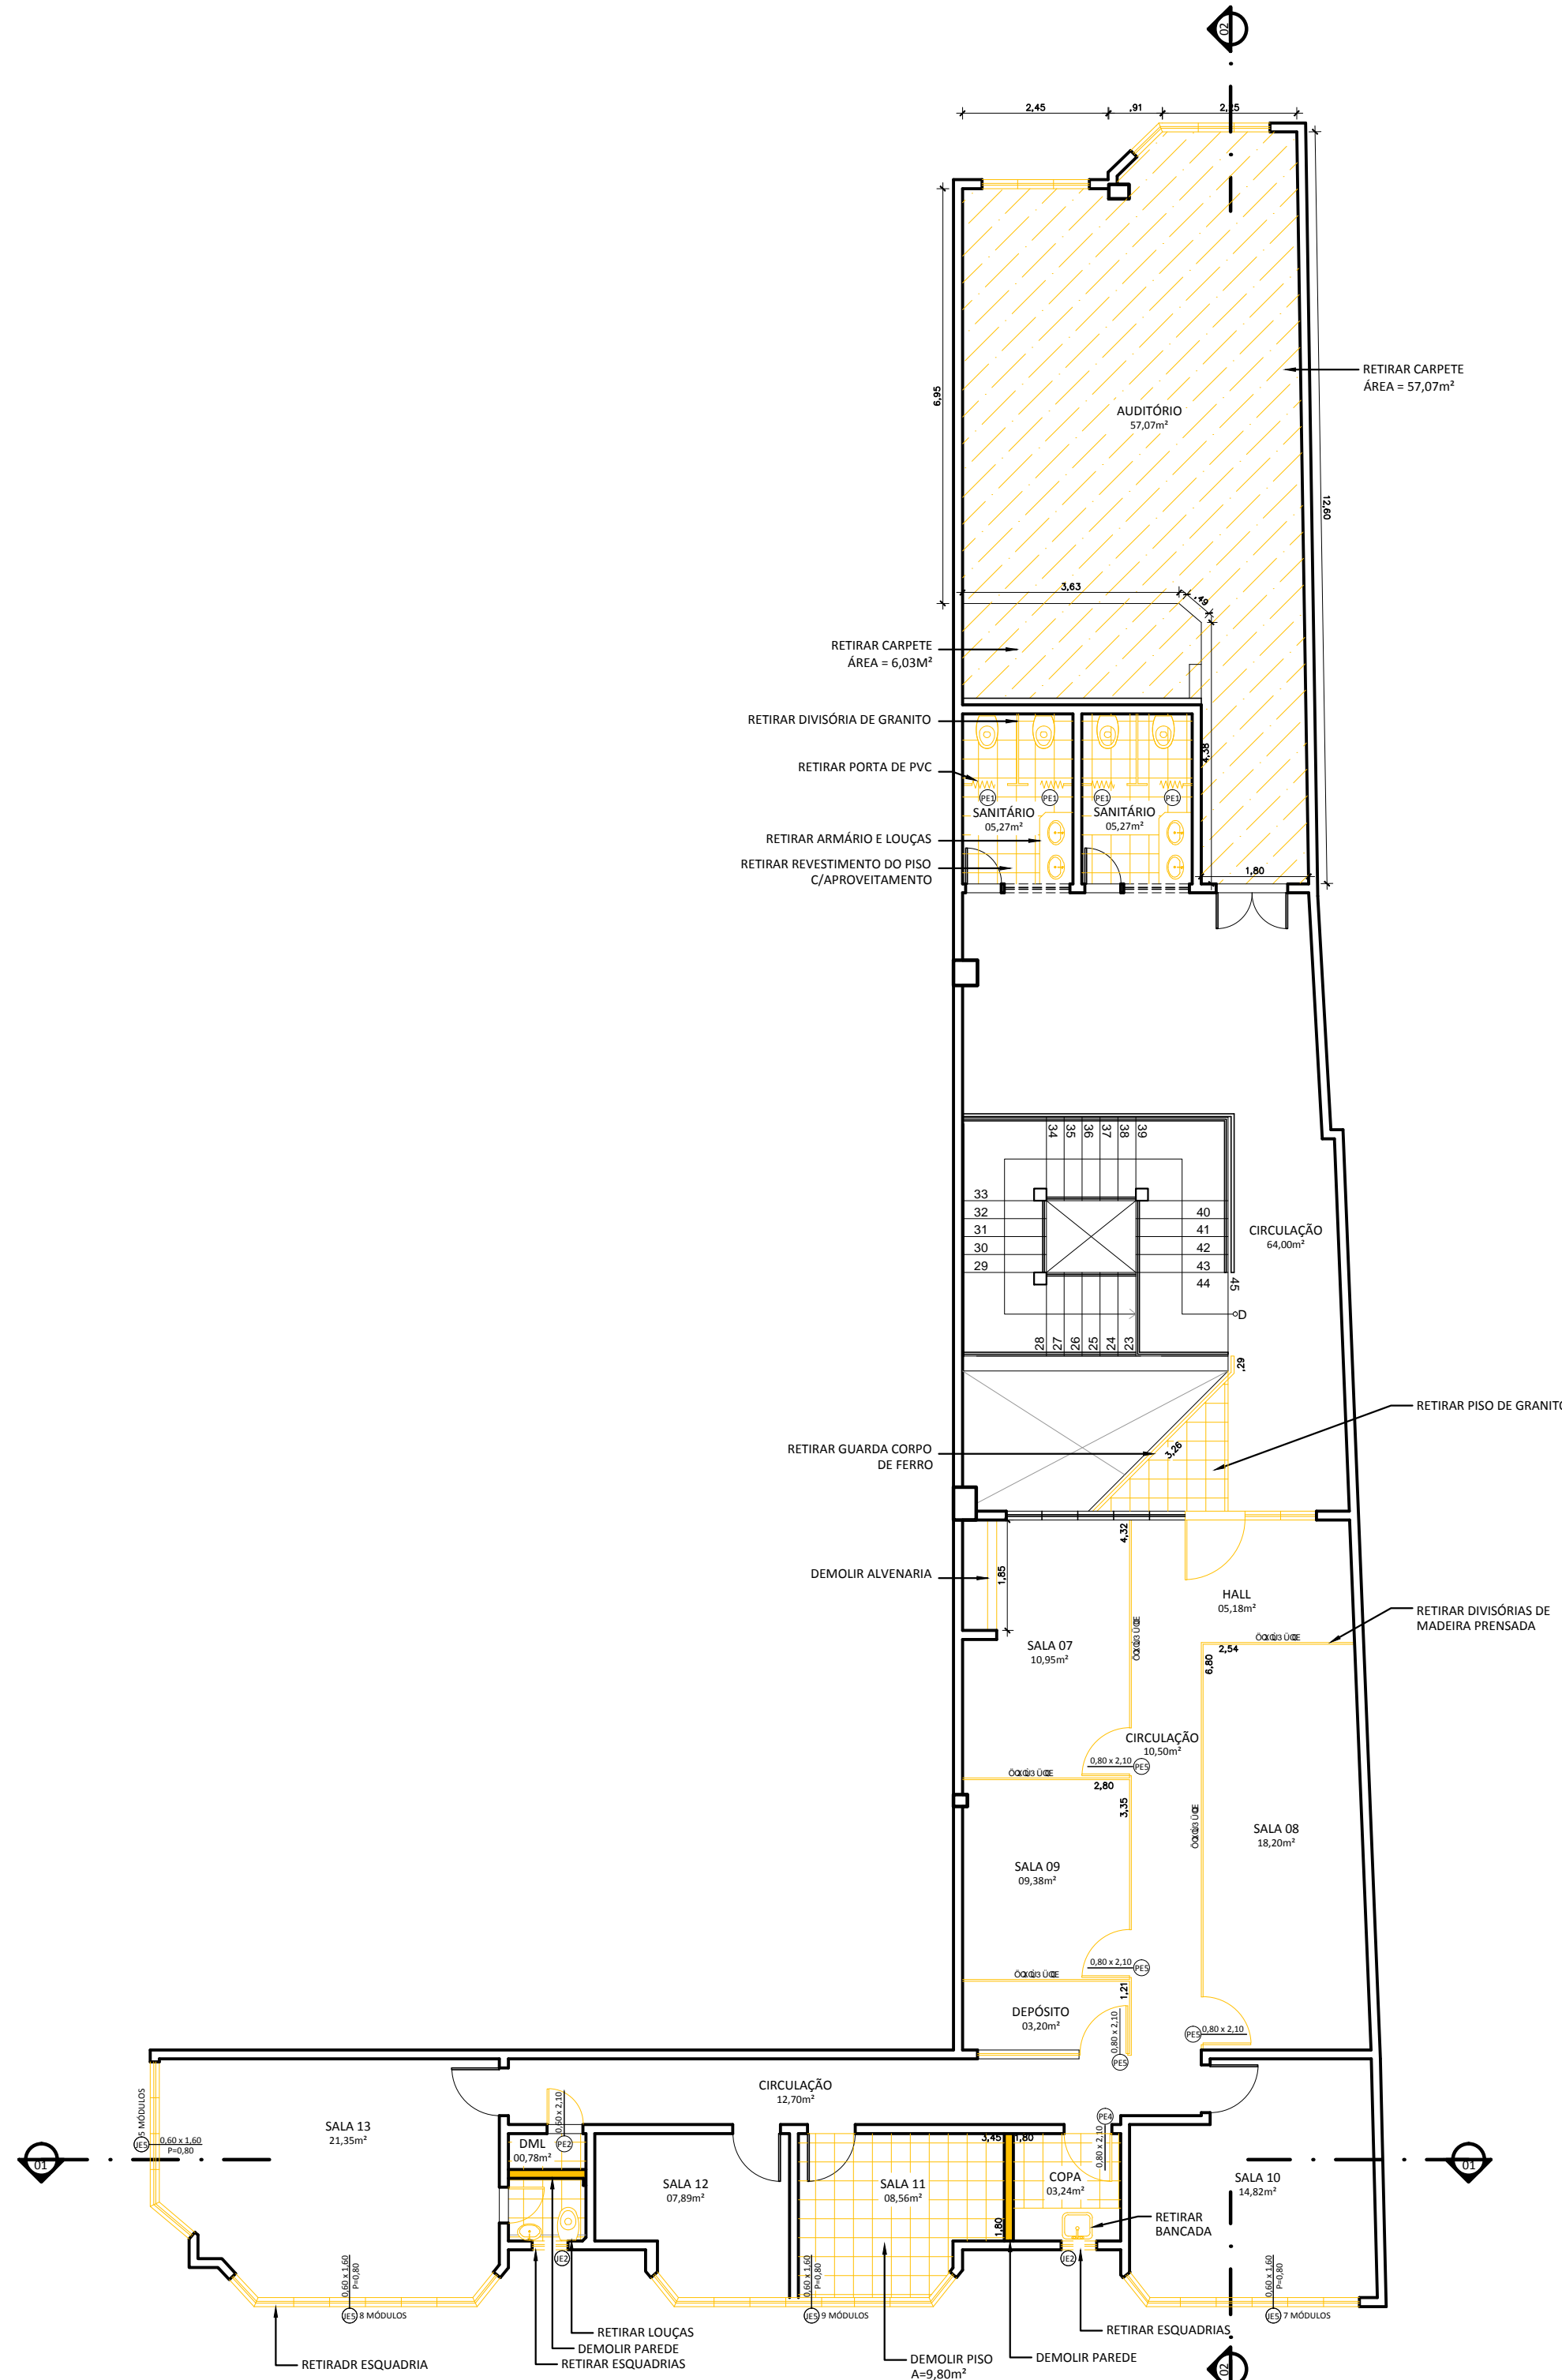 02
2,45
,91
2,25
RETIRAR CARPETE
ÁREA = 57,07m²
6,95
AUDITÓRIO
57,07m²
12,60
3,63
,49
RETIRAR CARPETE
ÁREA = 6,03M²
RETIRAR DIVISÓRIA DE GRANITO
4,38
RETIRAR PORTA DE PVC
PE1
PE1
PE1
PE1
SANITÁRIO
05,27m²
SANITÁRIO
05,27m²
RETIRAR ARMÁRIO E LOUÇAS
RETIRAR REVESTIMENTO DO PISO
C/APROVEITAMENTO
1,80
34
35
36
37
38
39
33
32
31
30
29
40
41
42
43
44
45
CIRCULAÇÃO
64,00m²
D
28
27
26
25
24
23
,29
RETIRAR PISO DE GRANITO
RETIRAR GUARDA CORPO
DE FERRO
3,26
4,32
DEMOLIR ALVENARIA
1,85
HALL
05,18m²
RETIRAR DIVISÓRIAS DE
MADEIRA PRENSADA
SALA 07
10,95m²
2,54
6,80
CIRCULAÇÃO
10,50m²
0,80 x 2,10
PE5
2,80
3,35
SALA 08
18,20m²
SALA 09
09,38m²
0,80 x 2,10
PE5
1,21
DEPÓSITO
03,20m²
0,80 x 2,10
PE5
PE5
0,80 x 2,10
CIRCULAÇÃO
12,70m²
5 MÓDULOS
JE5
0,60 x 1,60
P=0,80
SALA 13
21,35m²
0,60 x 2,10
PE2
DML
00,78m²
PE4
0,80 x 2,10
3,45
1,80
01
01
SALA 12
07,89m²
SALA 11
08,56m²
COPA
03,24m²
SALA 10
14,82m²
1,80
RETIRAR
BANCADA
JE2
JE2
0,60 x 1,60
P=0,80
JE5
8 MÓDULOS
0,60 x 1,60
P=0,80
JE5
9 MÓDULOS
0,60 x 1,60
P=0,80
JE5
7 MÓDULOS
RETIRAR LOUÇAS
DEMOLIR PAREDE
RETIRAR ESQUADRIAS
RETIRADR ESQUADRIA
DEMOLIR PISO
A=9,80m²
DEMOLIR PAREDE
RETIRAR ESQUADRIAS
02